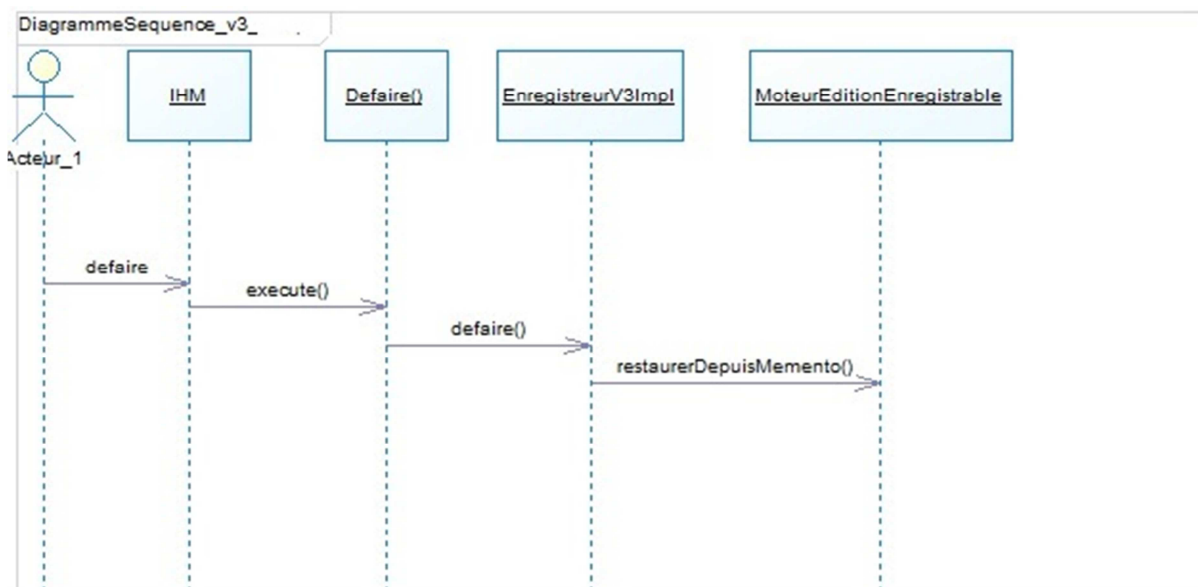 DiagrammeSequence_v3_
IHM
Defaire()
EnregistreurV3Impl
MoteurEditionEnregistrable
Acteur_1
defaire
execute()
defaire()
restaurerDepuisMemento()